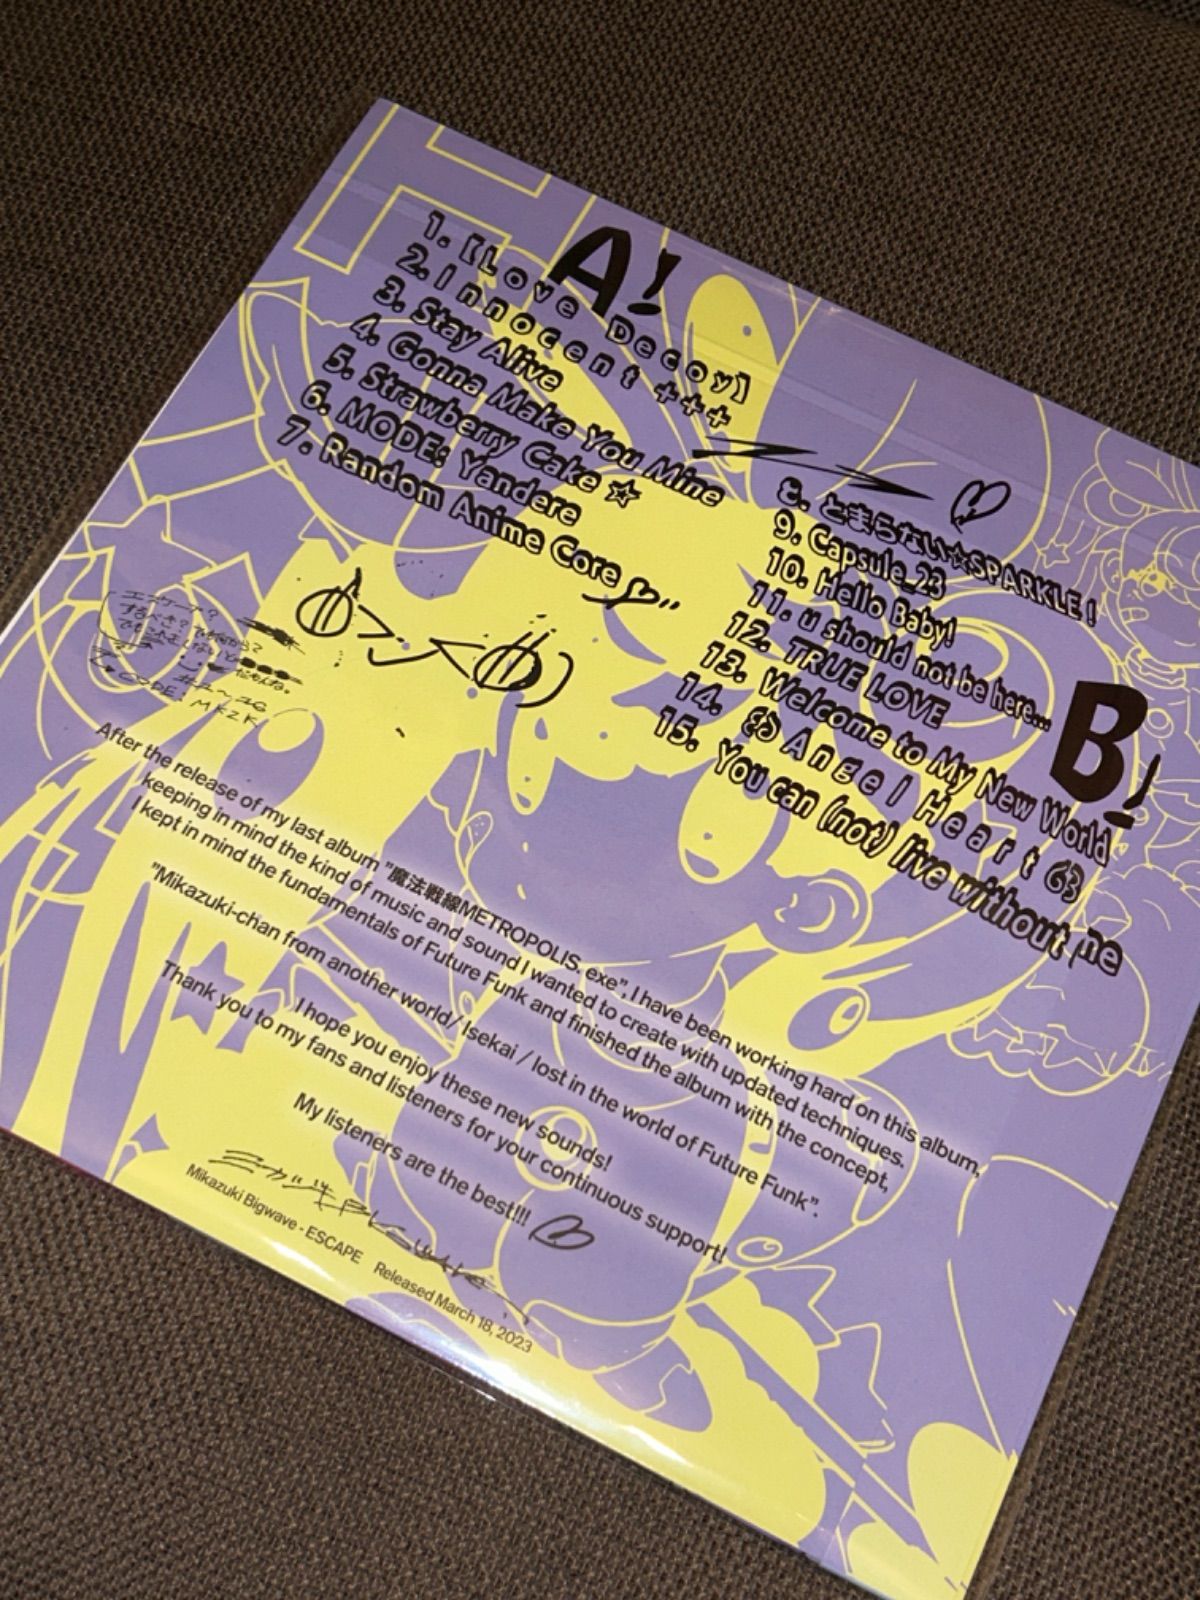 A!
1. 【Love Decoy】
2. Innocent +++
3. Stay Alive
4. Gonna Make You Mine
5. Strawberry Cake ☆
6. MODE: Yandere
7. Random Anime Core
B!
8. とまらない☆SPARKLE!
9. Capsule_23
10. Hello Baby!
11. u should not be here...
12. TRUE LOVE
13. Welcome to My New World
14. Angel Heart
15. You can (not) live without me
CODE: MKZK
After the release of my last album "魔法戦線METROPOLIS, exe", I have been working hard on this album,
keeping in mind the kind of music and sound I wanted to create with updated techniques.
I kept in mind the fundamentals of Future Funk and finished the album with the concept,
"Mikazuki-chan from another world/ Isekai / lost in the world of Future Funk".
I hope you enjoy these new sounds!
Thank you to my fans and listeners for your continuous support!
My listeners are the best!!!
Mikazuki Bigwave - ESCAPE Released March 18, 2023